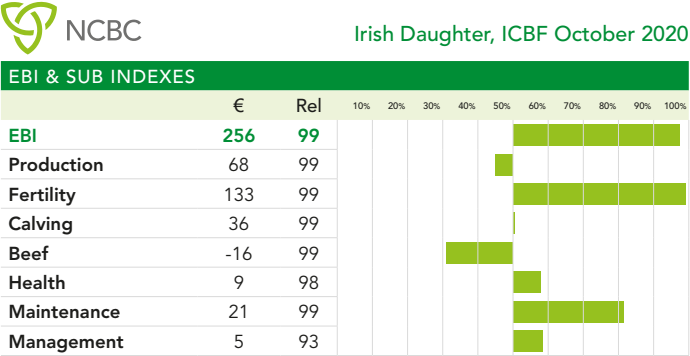 NCBC
Irish Daughter, ICBF October 2020
EBI & SUB INDEXES
€ Rel 10% 20% 30% 40% 50% 60% 70% 80% 90% 100%
EBI 256 99
Production 68 99
Fertility 133 99
Calving 36 99
Beef -16 99
Health 9 98
Maintenance 21 99
Management 5 93